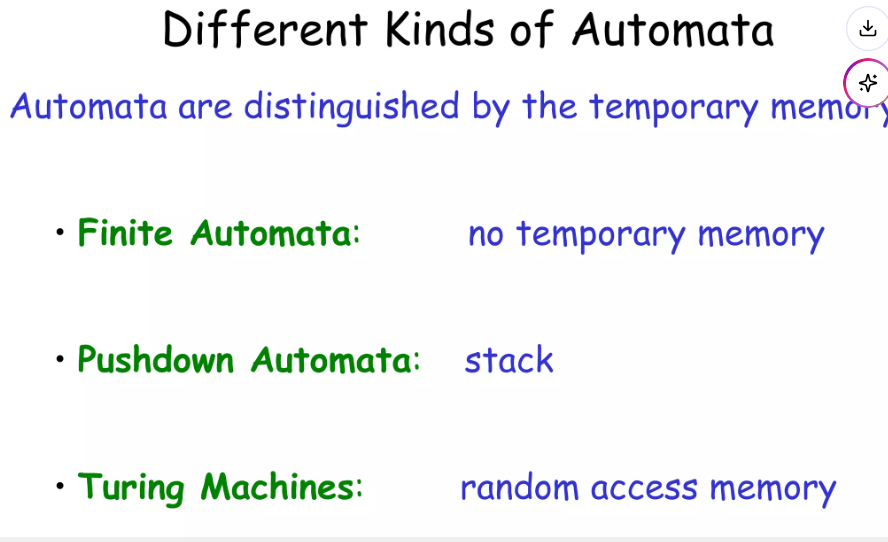 Different Kinds of Automata
Automata are distinguished by the temporary memory
• Finite Automata: no temporary memory
• Pushdown Automata: stack
• Turing Machines: random access memory